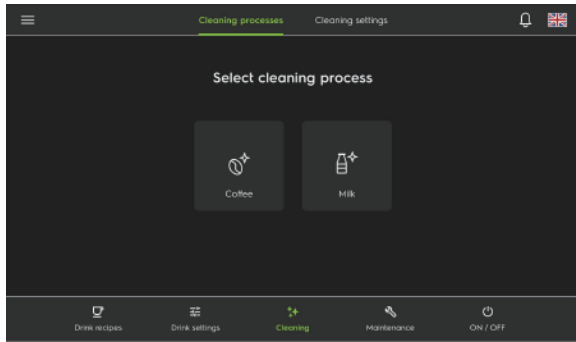 Cleaning processes Cleaning settings
Select cleaning process
Coffee Milk
Drink recipes Drink settings Cleaning Maintenance ON / OFF